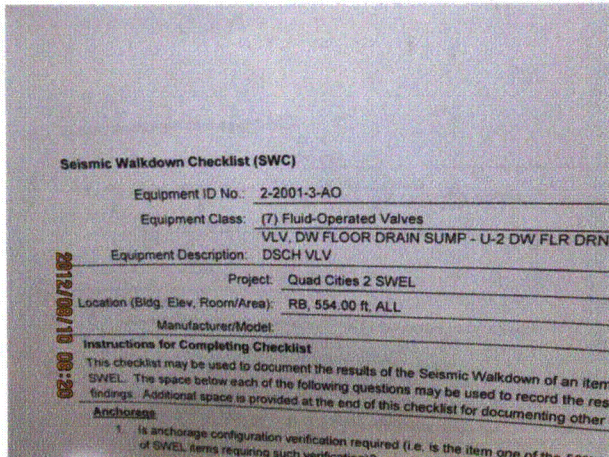 Seismic Walkdown Checklist (SWC)
Equipment ID No.: 2-2001-3-AO
Equipment Class: (7) Fluid-Operated Valves
VLV, DW FLOOR DRAIN SUMP - U-2 DW FLR DRN
Equipment Description: DSCH VLV
Project: Quad Cities 2 SWEL
Location (Bldg, Elev, Room/Area): RB, 554.00 ft, ALL
Manufacturer/Model:
Instructions for Completing Checklist
This checklist may be used to document the results of the Seismic Walkdown of an item
SWEL. The space below each of the following questions may be used to record the res
findings. Additional space is provided at the end of this checklist for documenting other
Anchorage
1. Is anchorage configuration verification required (i.e. is the item one of the
of SWEL items requiring such verification)?
2012/08/10 08:20